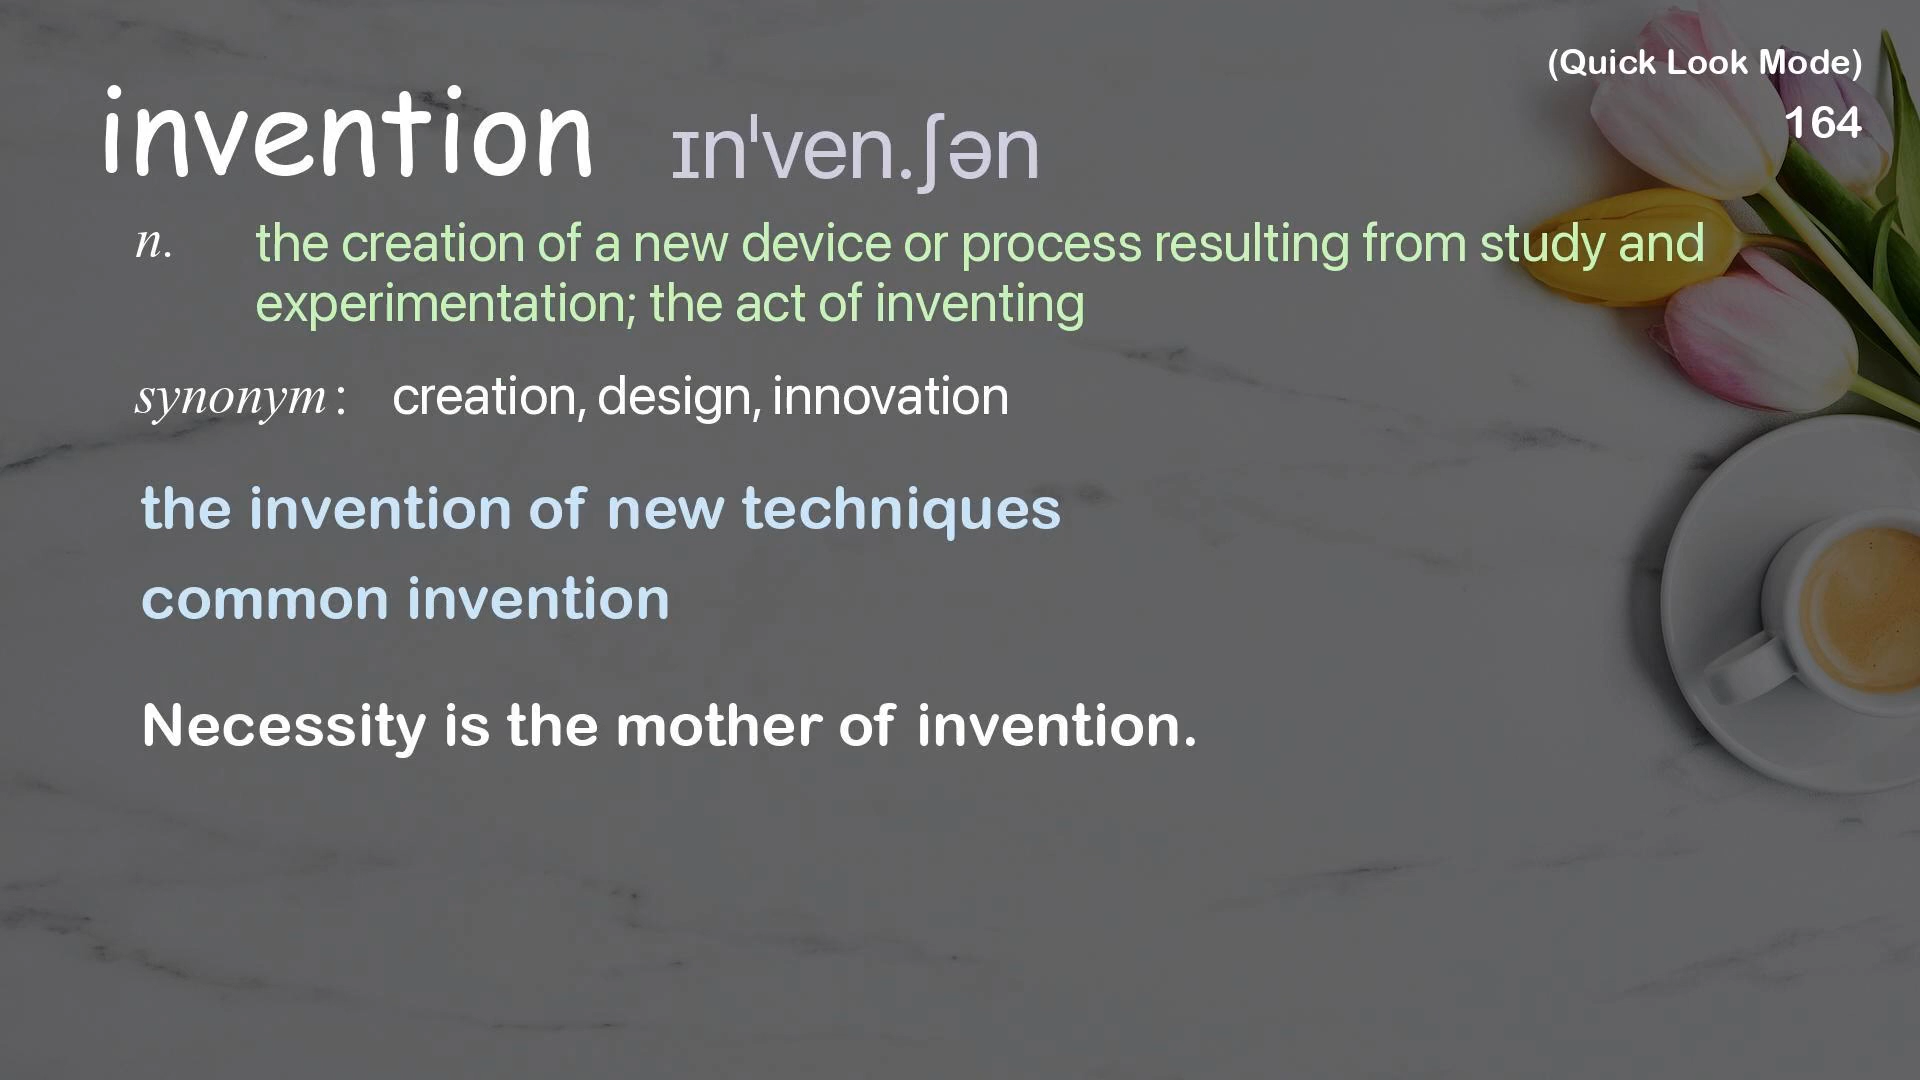 (Quick Look Mode)
164
invention ɪnˈven.ʃən
n. the creation of a new device or process resulting from study and
experimentation; the act of inventing
synonym : creation, design, innovation
the invention of new techniques
common invention
Necessity is the mother of invention.